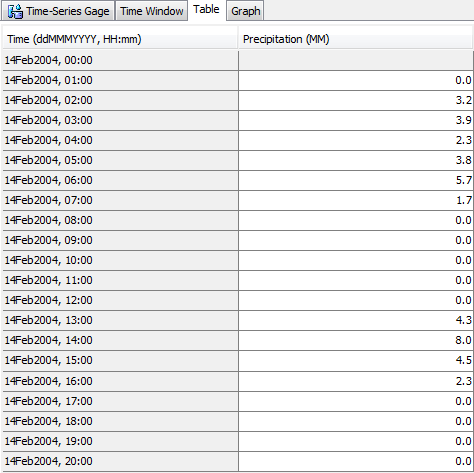 Time-Series Gage Time Window Table Graph
Time (ddMMMYYYY, HH:mm) Precipitation (MM)
14Feb2004, 00:00
14Feb2004, 01:00 0.0
14Feb2004, 02:00 3.2
14Feb2004, 03:00 3.9
14Feb2004, 04:00 2.3
14Feb2004, 05:00 3.8
14Feb2004, 06:00 5.7
14Feb2004, 07:00 1.7
14Feb2004, 08:00 0.0
14Feb2004, 09:00 0.0
14Feb2004, 10:00 0.0
14Feb2004, 11:00 0.0
14Feb2004, 12:00 0.0
14Feb2004, 13:00 4.3
14Feb2004, 14:00 8.0
14Feb2004, 15:00 4.5
14Feb2004, 16:00 2.3
14Feb2004, 17:00 0.0
14Feb2004, 18:00 0.0
14Feb2004, 19:00 0.0
14Feb2004, 20:00 0.0